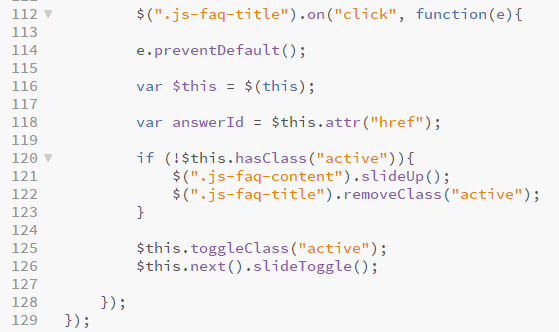 112 $(".js-faq-title").on("click", function(e){
113
114 e.preventDefault();
115
116 var $this = $(this);
117
118 var answerId = $this.attr("href");
119
120 if (!$this.hasClass("active")){
121 $(".js-faq-content").slideUp();
122 $(".js-faq-title").removeClass("active");
123 }
124
125 $this.toggleClass("active");
126 $this.next().slideToggle();
127
128 });
129 });